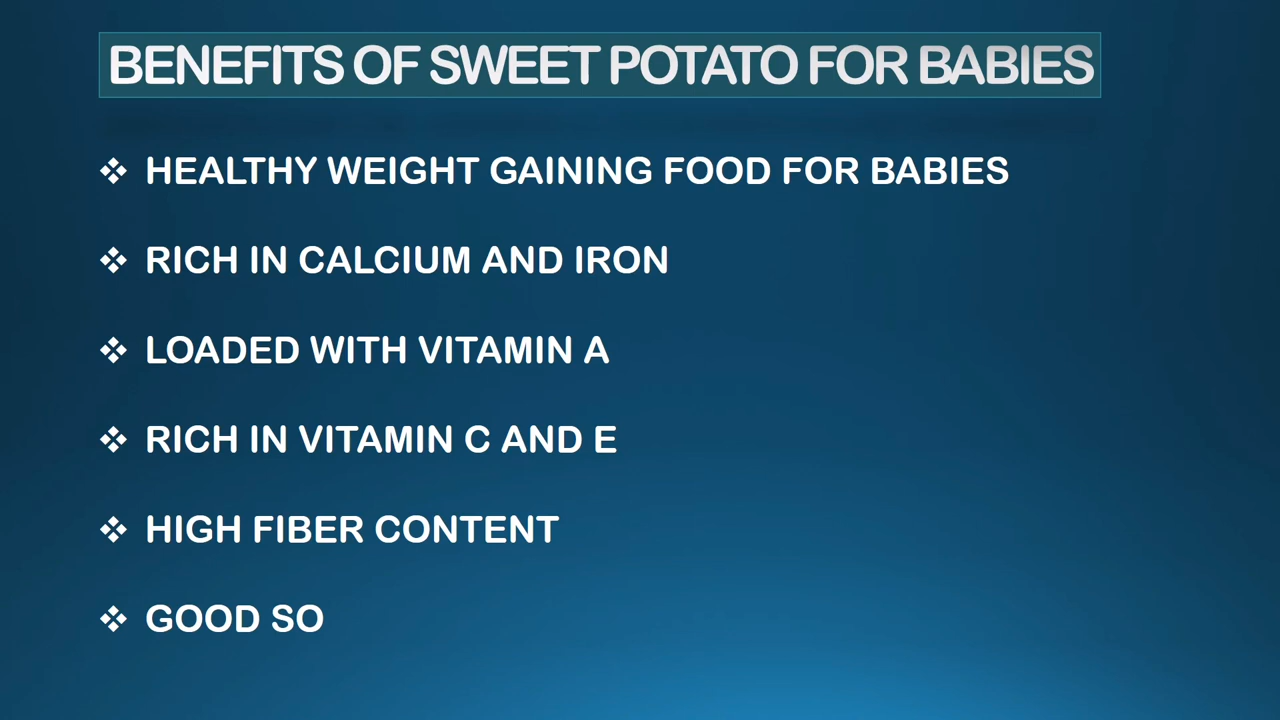 BENEFITS OF SWEET POTATO FOR BABIES
❖ HEALTHY WEIGHT GAINING FOOD FOR BABIES
❖ RICH IN CALCIUM AND IRON
❖ LOADED WITH VITAMIN A
❖ RICH IN VITAMIN C AND E
❖ HIGH FIBER CONTENT
❖ GOOD SO